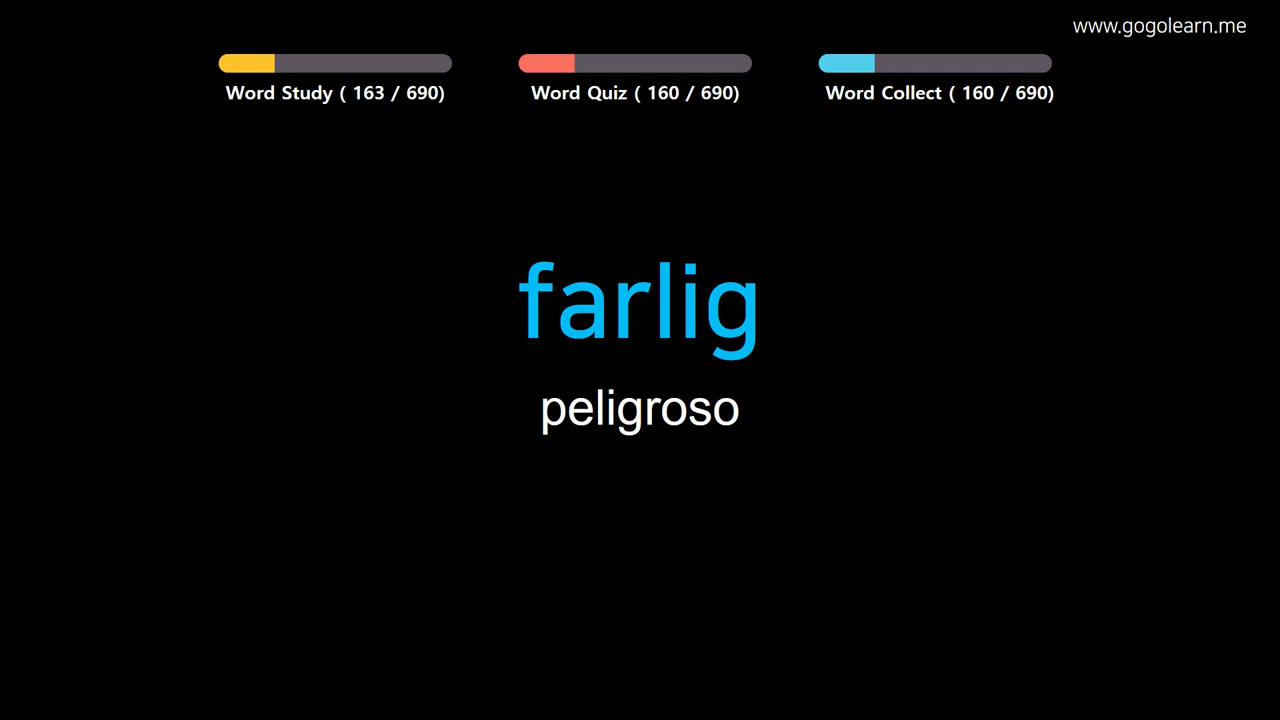 www.gogolearn.me
Word Study ( 163 / 690)
Word Quiz ( 160 / 690)
Word Collect ( 160 / 690)
farlig
peligroso